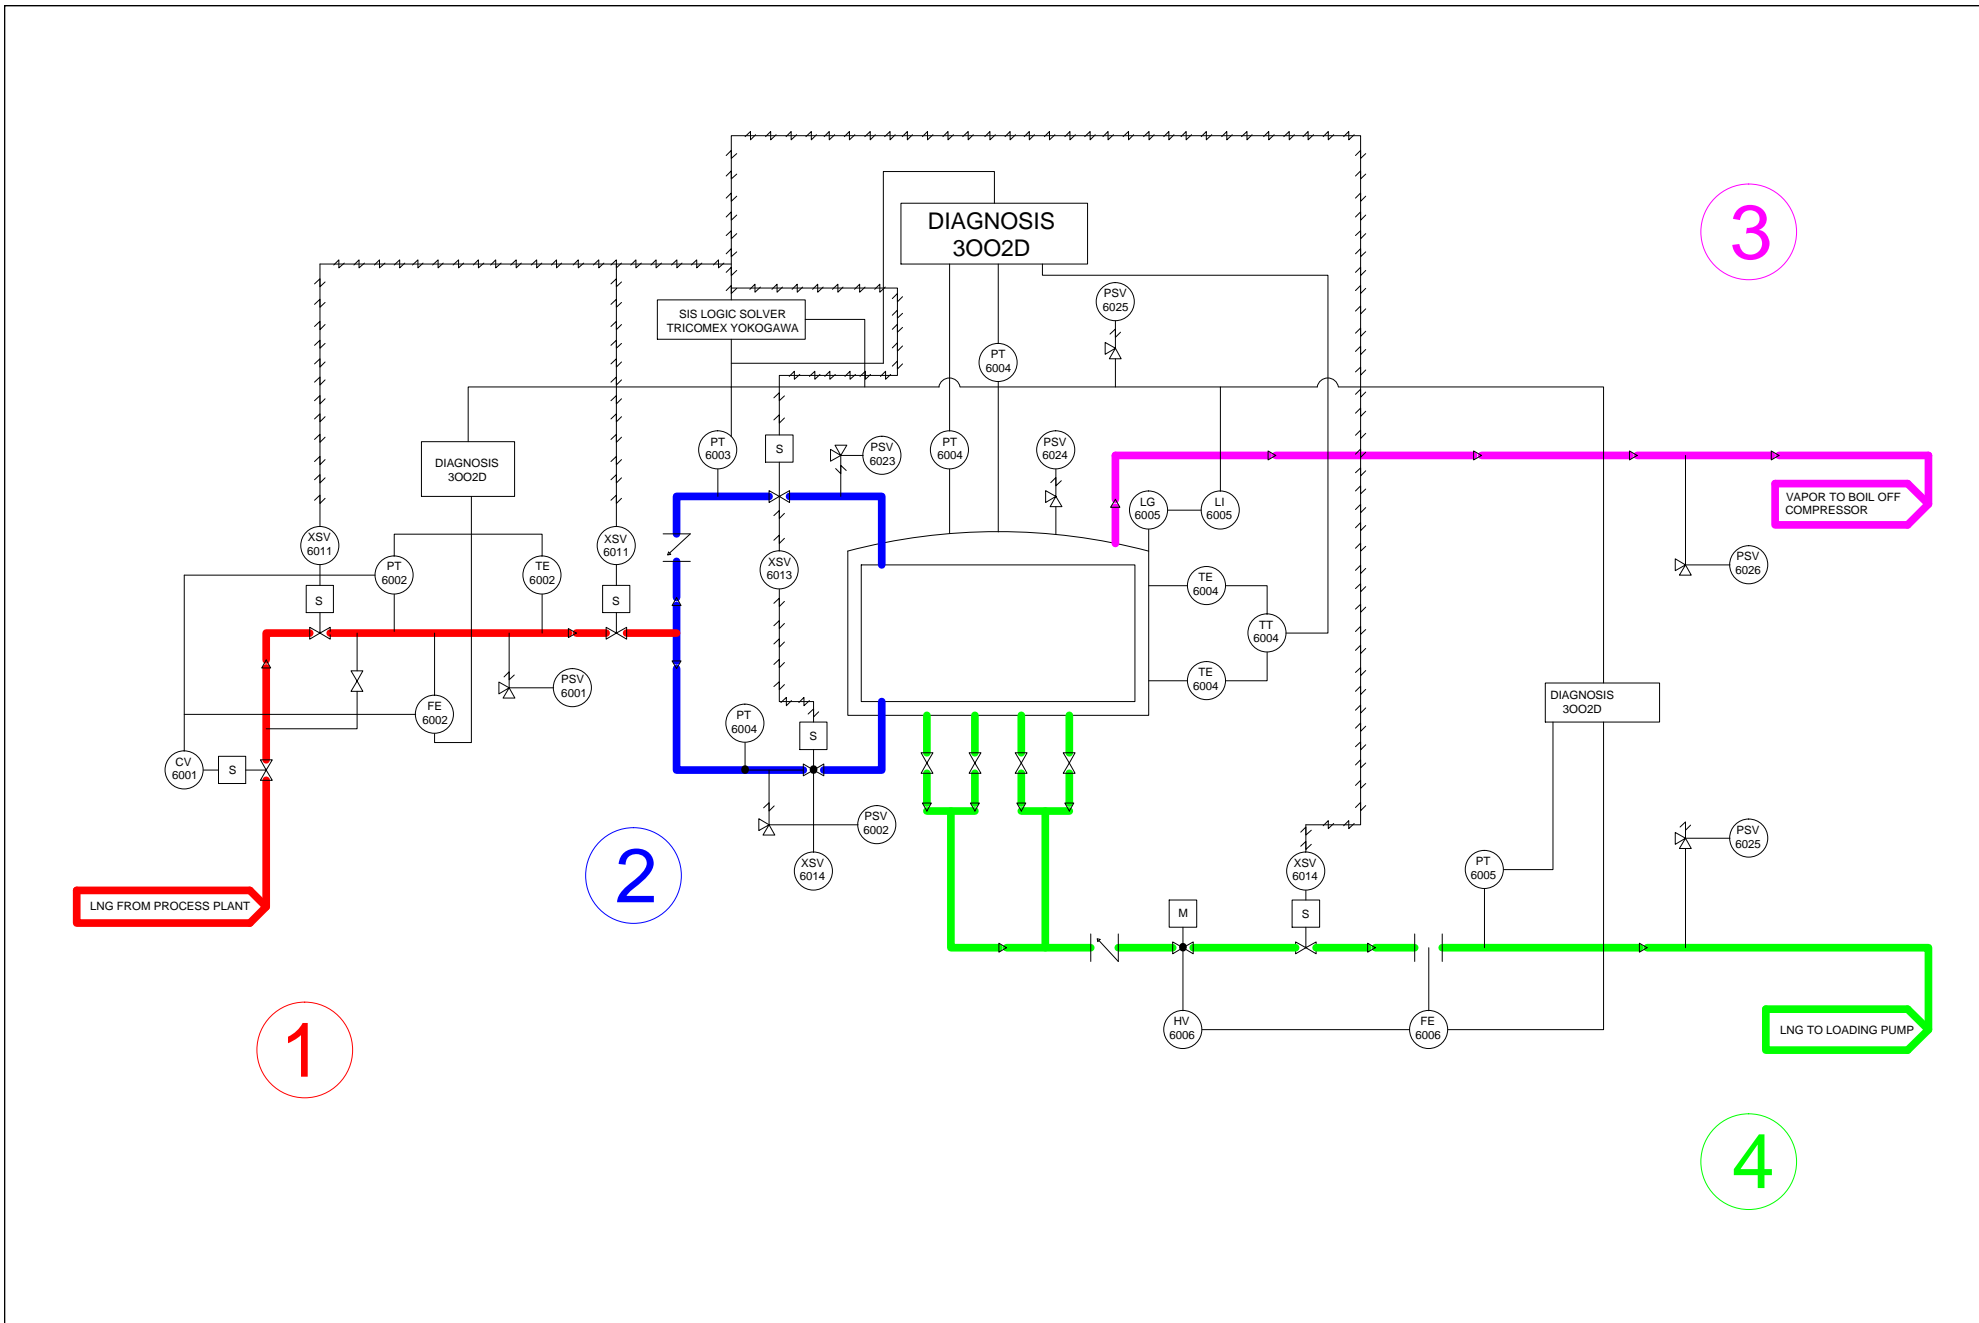 3
DIAGNOSIS
3OO2D
PSV
6025
SIS LOGIC SOLVER
TRICOMEX YOKOGAWA
PT
6004
DIAGNOSIS
3OO2D
PT
6003
S
PSV
6023
PT
6004
PSV
6024
LG
6005
LI
6005
VAPOR TO BOIL OFF
COMPRESSOR
XSV
6011
PT
6002
TE
6002
XSV
6011
XSV
6013
PSV
6026
S
S
TE
6004
TT
6004
TE
6004
PSV
6001
FE
6002
PT
6004
S
DIAGNOSIS
3OO2D
CV
6001
S
PSV
6002
XSV
6014
XSV
6014
PT
6005
PSV
6025
2
LNG FROM PROCESS PLANT
M
S
HV
6006
FE
6006
LNG TO LOADING PUMP
1
4